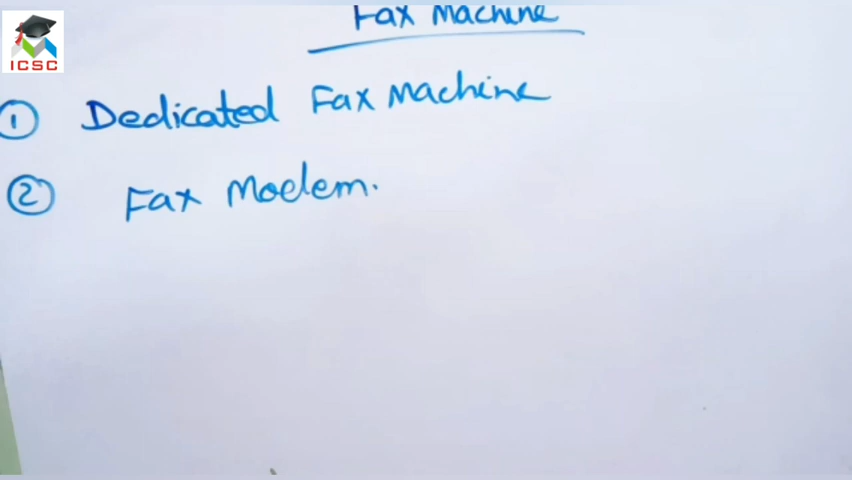 ICSC
Fax Machine
1 Dedicated Fax Machine
2 Fax Modem.